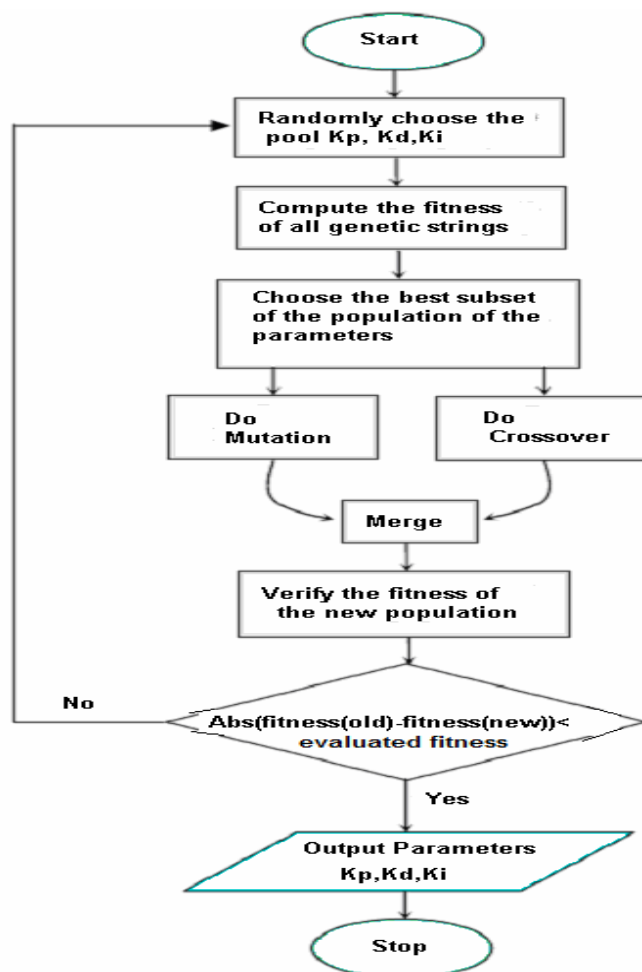 Start
Randomly choose the
pool Kp, Kd,Ki
Compute the fitness
of all genetic strings
Choose the best subset
of the population of the
parameters
Do
Mutation
Do
Crossover
Merge
Verify the fitness of
the new population
No
Abs(fitness(old)-fitness(new))<
evaluated fitness
Yes
Output Parameters
Kp,Kd,Ki
Stop